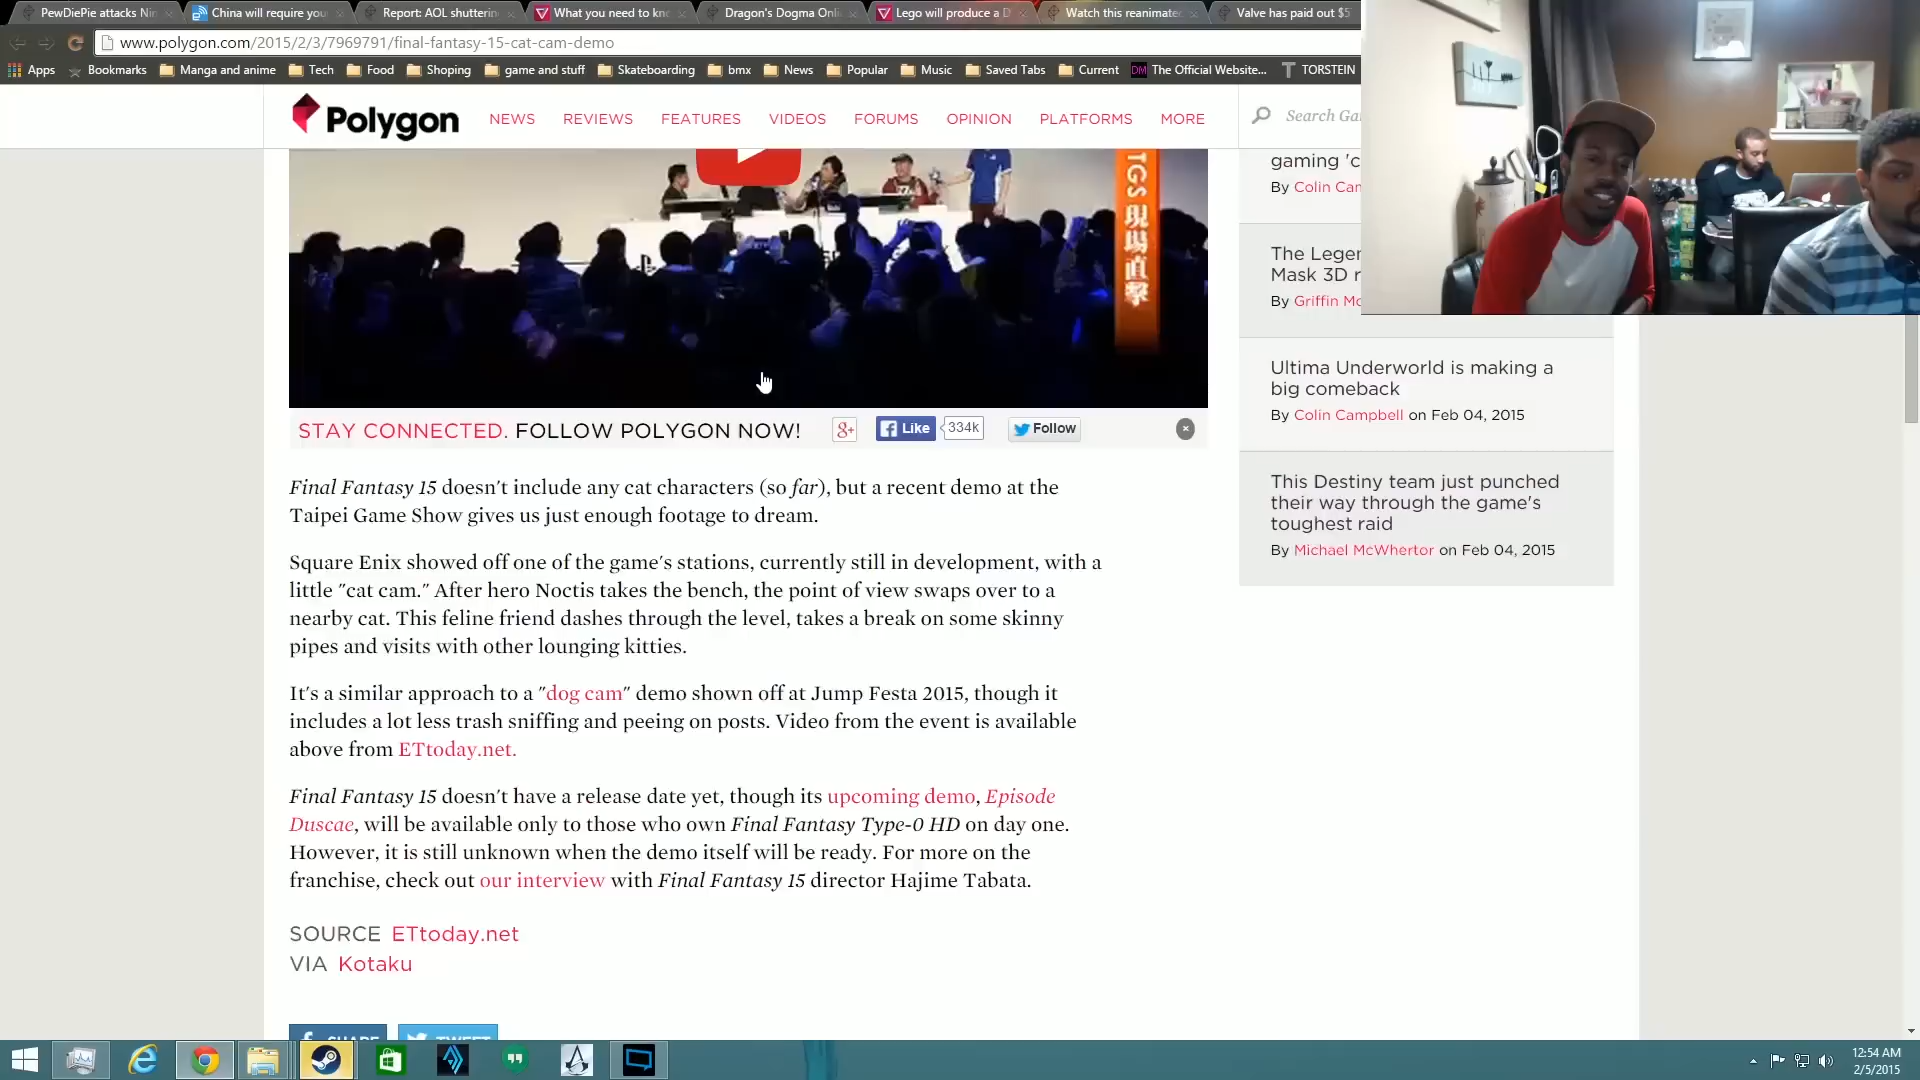 PewDiePie attacks Nin
China will require you
Report: AOL shutterin
What you need to kno
Dragon's Dogma Onli
Lego will produce a D
Watch this reanimate
Valve has paid out $5
www.polygon.com/2015/2/3/7969791/final-fantasy-15-cat-cam-demo
Apps
Bookmarks
Manga and anime
Tech
Food
Shoping
game and stuff
Skateboarding
bmx
News
Popular
Music
Saved Tabs
Current
DM
The Official Website...
TORSTEIN
Polygon
NEWS
REVIEWS
FEATURES
VIDEOS
FORUMS
OPINION
PLATFORMS
MORE
Search Ga
TGS 現場直擊
STAY CONNECTED. FOLLOW POLYGON NOW!
g+
Like
334k
Follow
Final Fantasy 15 doesn't include any cat characters (so far), but a recent demo at the
Taipei Game Show gives us just enough footage to dream.
Square Enix showed off one of the game's stations, currently still in development, with a
little "cat cam." After hero Noctis takes the bench, the point of view swaps over to a
nearby cat. This feline friend dashes through the level, takes a break on some skinny
pipes and visits with other lounging kitties.
It's a similar approach to a "dog cam" demo shown off at Jump Festa 2015, though it
includes a lot less trash sniffing and peeing on posts. Video from the event is available
above from ETtoday.net.
Final Fantasy 15 doesn't have a release date yet, though its upcoming demo, Episode
Duscae, will be available only to those who own Final Fantasy Type-0 HD on day one.
However, it is still unknown when the demo itself will be ready. For more on the
franchise, check out our interview with Final Fantasy 15 director Hajime Tabata.
SOURCE ETtoday.net
VIA Kotaku
SHARE
TWEET
gaming 'c
By Colin Cam
The Legen
Mask 3D r
By Griffin Mc
Ultima Underworld is making a
big comeback
By Colin Campbell on Feb 04, 2015
This Destiny team just punched
their way through the game's
toughest raid
By Michael McWhertor on Feb 04, 2015
12:54 AM
2/5/2015